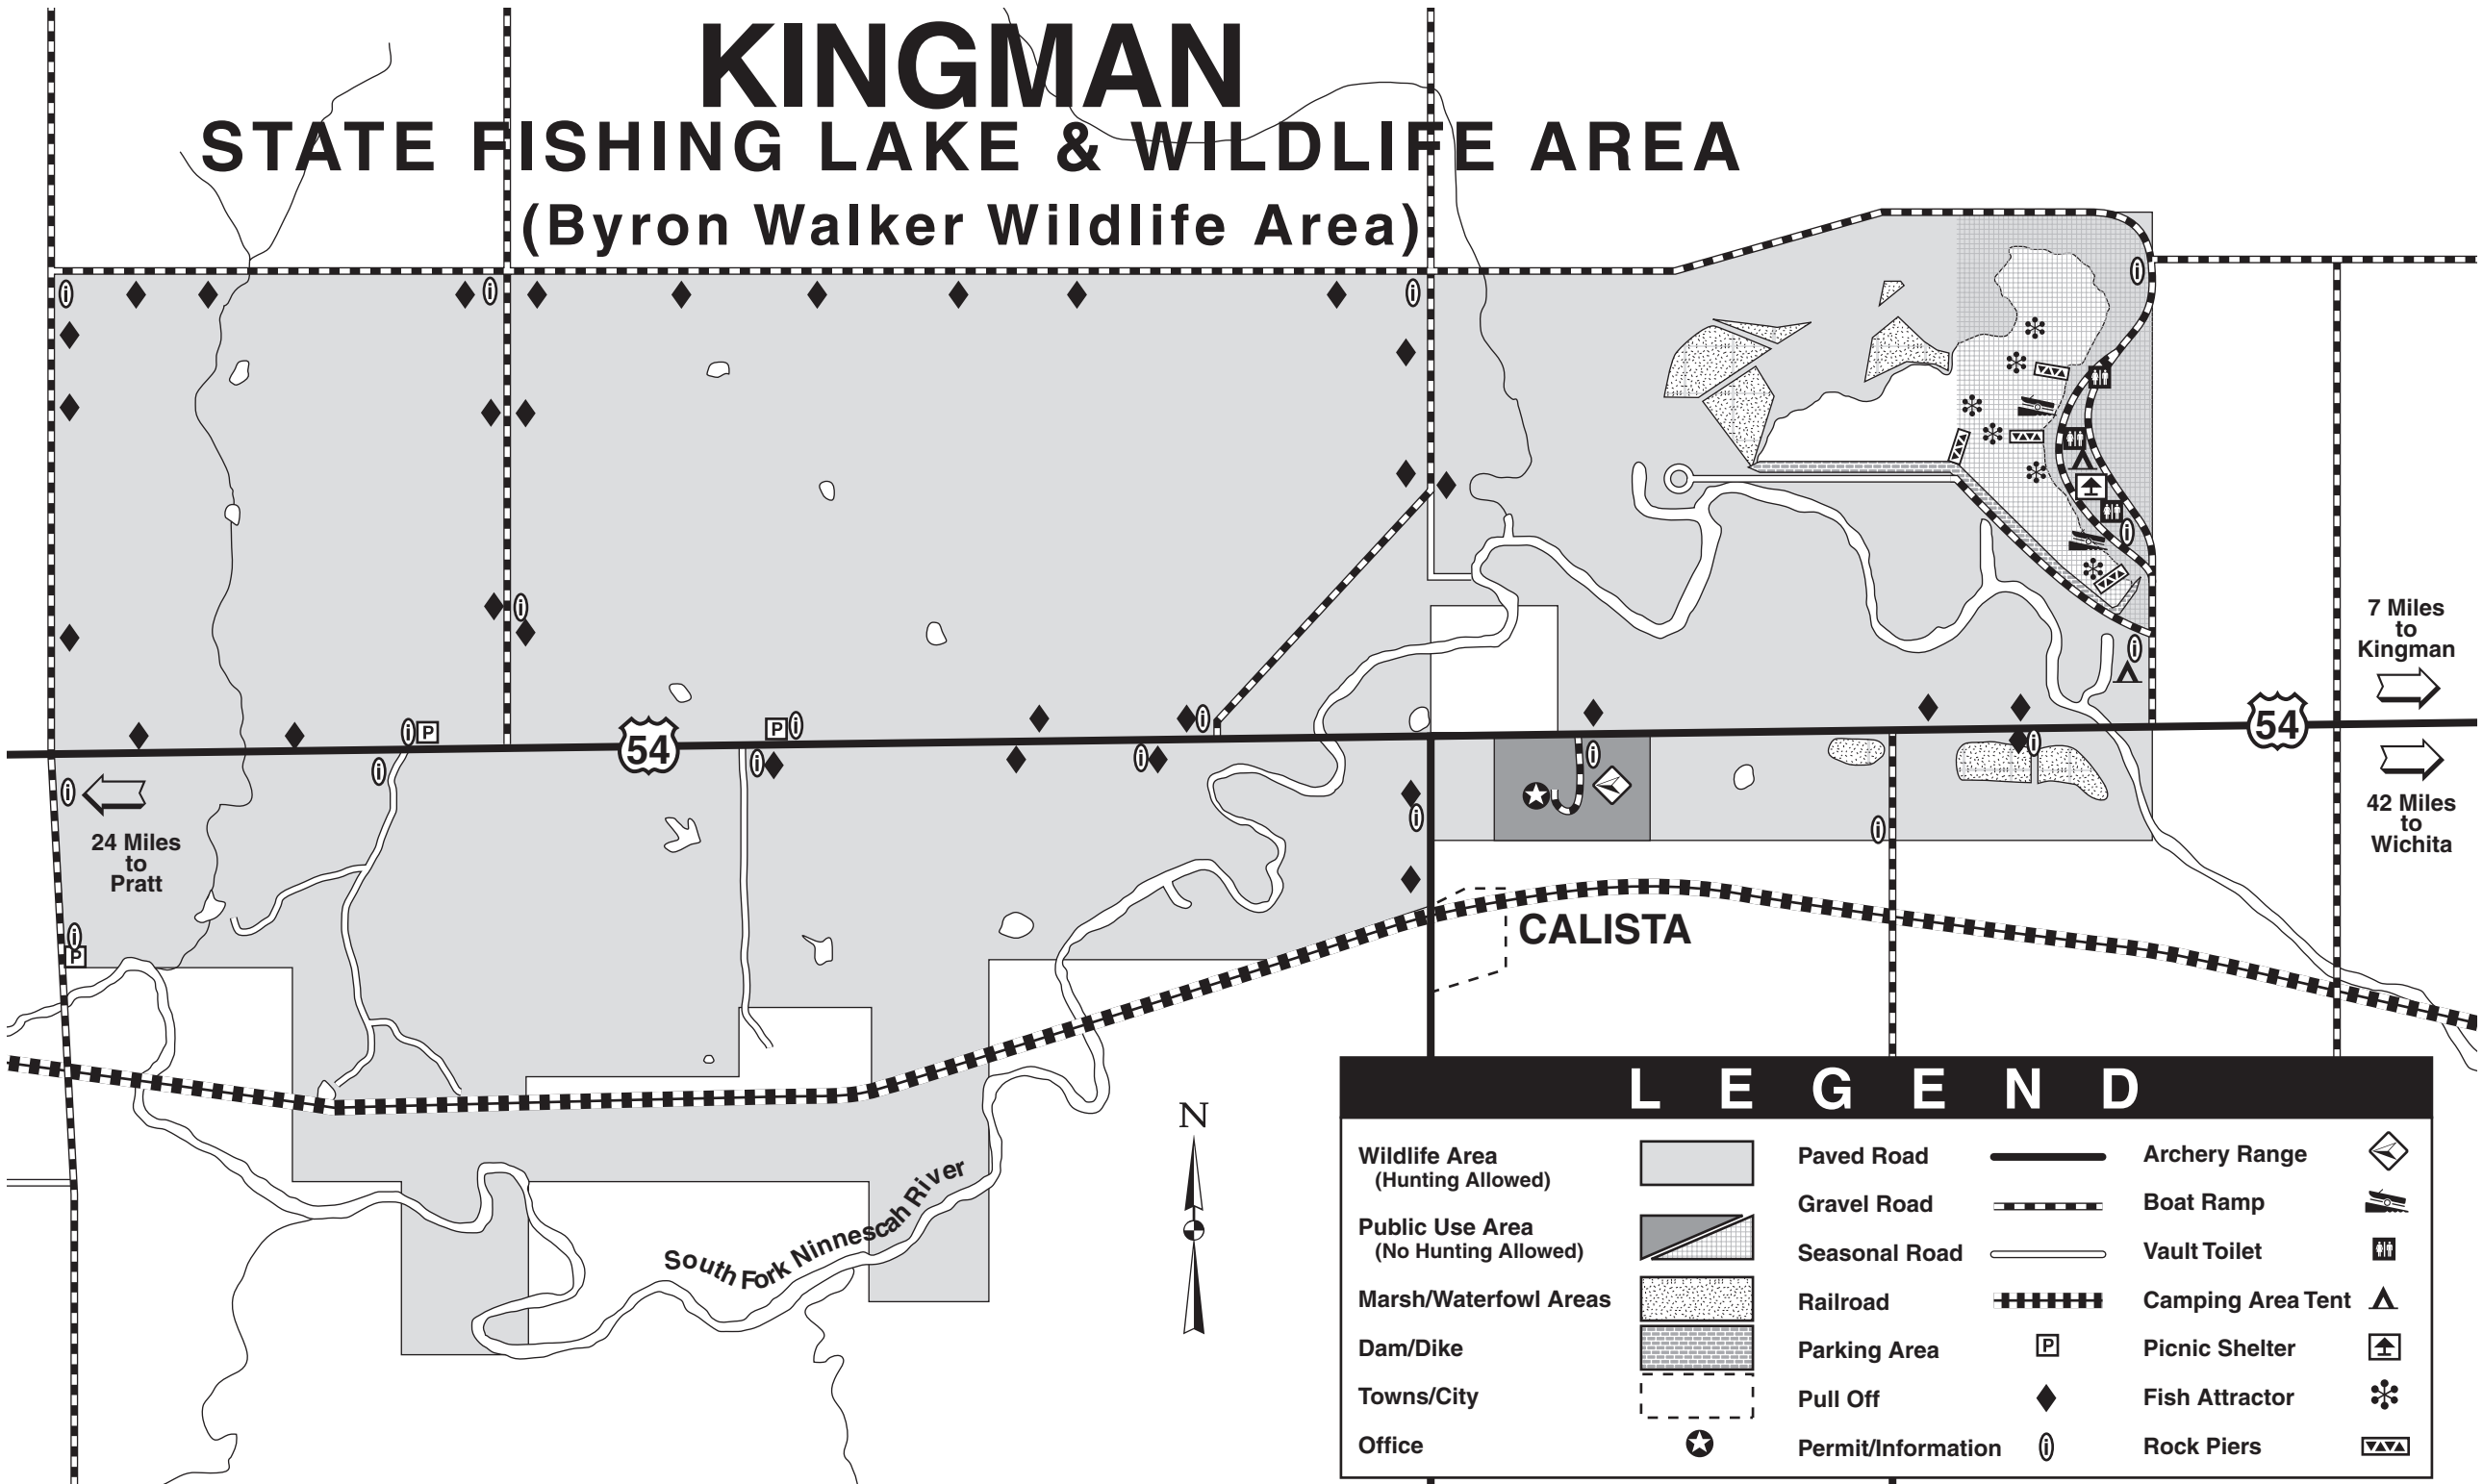 KINGMAN
STATE FISHING LAKE & WILDLIFE AREA
(Byron Walker Wildlife Area)
7 Miles
to
Kingman
54
54
P
P
24 Miles
to
Pratt
42 Miles
to
Wichita
P
CALISTA
N
South Fork Ninnescah River
LEGEND
Wildlife Area
(Hunting Allowed)
Public Use Area
(No Hunting Allowed)
Marsh/Waterfowl Areas
Dam/Dike
Towns/City
Office
Paved Road
Gravel Road
Seasonal Road
Railroad
Parking Area P
Pull Off
Permit/Information i
Archery Range
Boat Ramp
Vault Toilet
Camping Area Tent
Picnic Shelter
Fish Attractor
Rock Piers